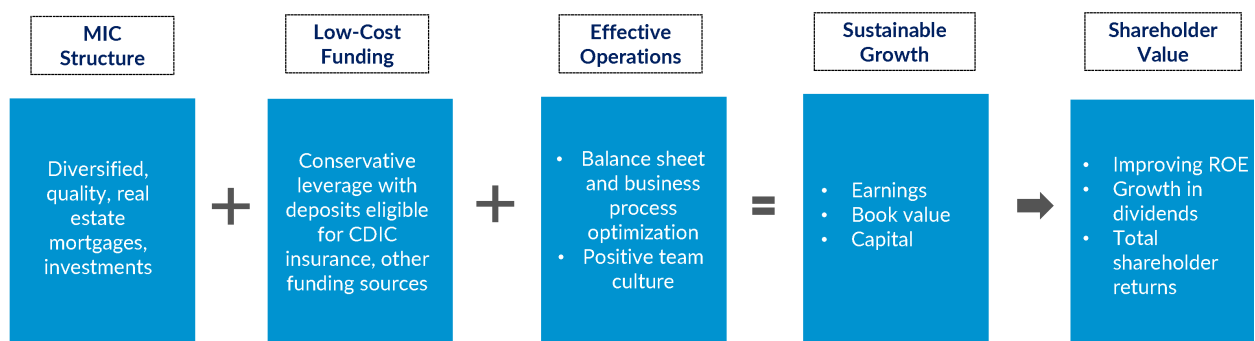 MIC
Structure
Diversified,
quality, real
estate
mortgages,
investments
+
Low-Cost
Funding
Conservative
leverage with
deposits eligible
for CDIC
insurance, other
funding sources
+
Effective
Operations
• Balance sheet
and business
process
optimization
• Positive team
culture
=
Sustainable
Growth
• Earnings
• Book value
• Capital
Shareholder
Value
• Improving ROE
• Growth in
dividends
• Total
shareholder
returns